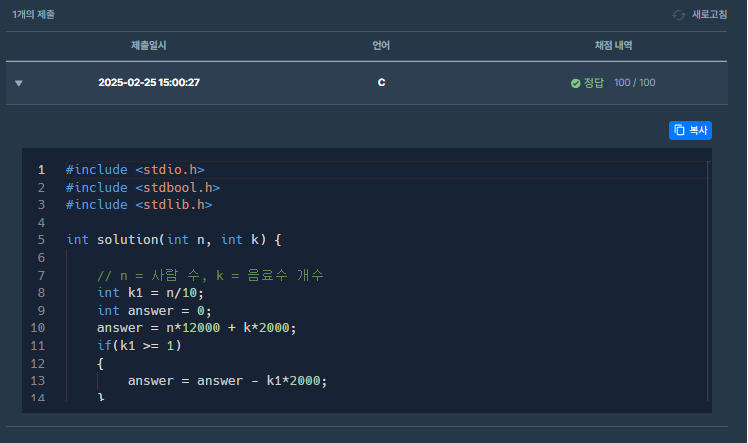 1개의 제출 새로고침
제출일시 언어 채점 내역
2025-02-25 15:00:27 C 정답 100 / 100
복사
1 #include <stdio.h>
2 #include <stdbool.h>
3 #include <stdlib.h>
4
5 int solution(int n, int k) {
6
7 // n = 사람 수, k = 음료수 개수
8 int k1 = n/10;
9 int answer = 0;
10 answer = n*12000 + k*2000;
11 if(k1 >= 1)
12 {
13 answer = answer - k1*2000;
14 }